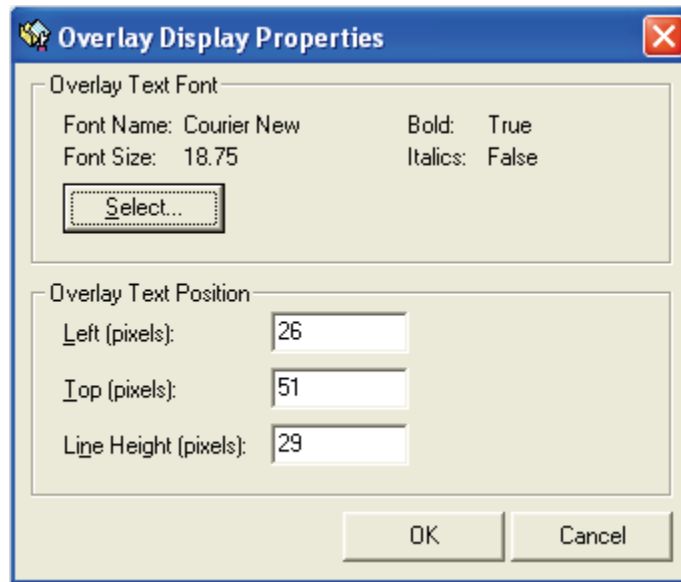 Overlay Display Properties
Overlay Text Font
Font Name: Courier New Bold: True
Font Size: 18.75 Italics: False
Select...
Overlay Text Position
Left (pixels): 26
Top (pixels): 51
Line Height (pixels): 29
OK Cancel